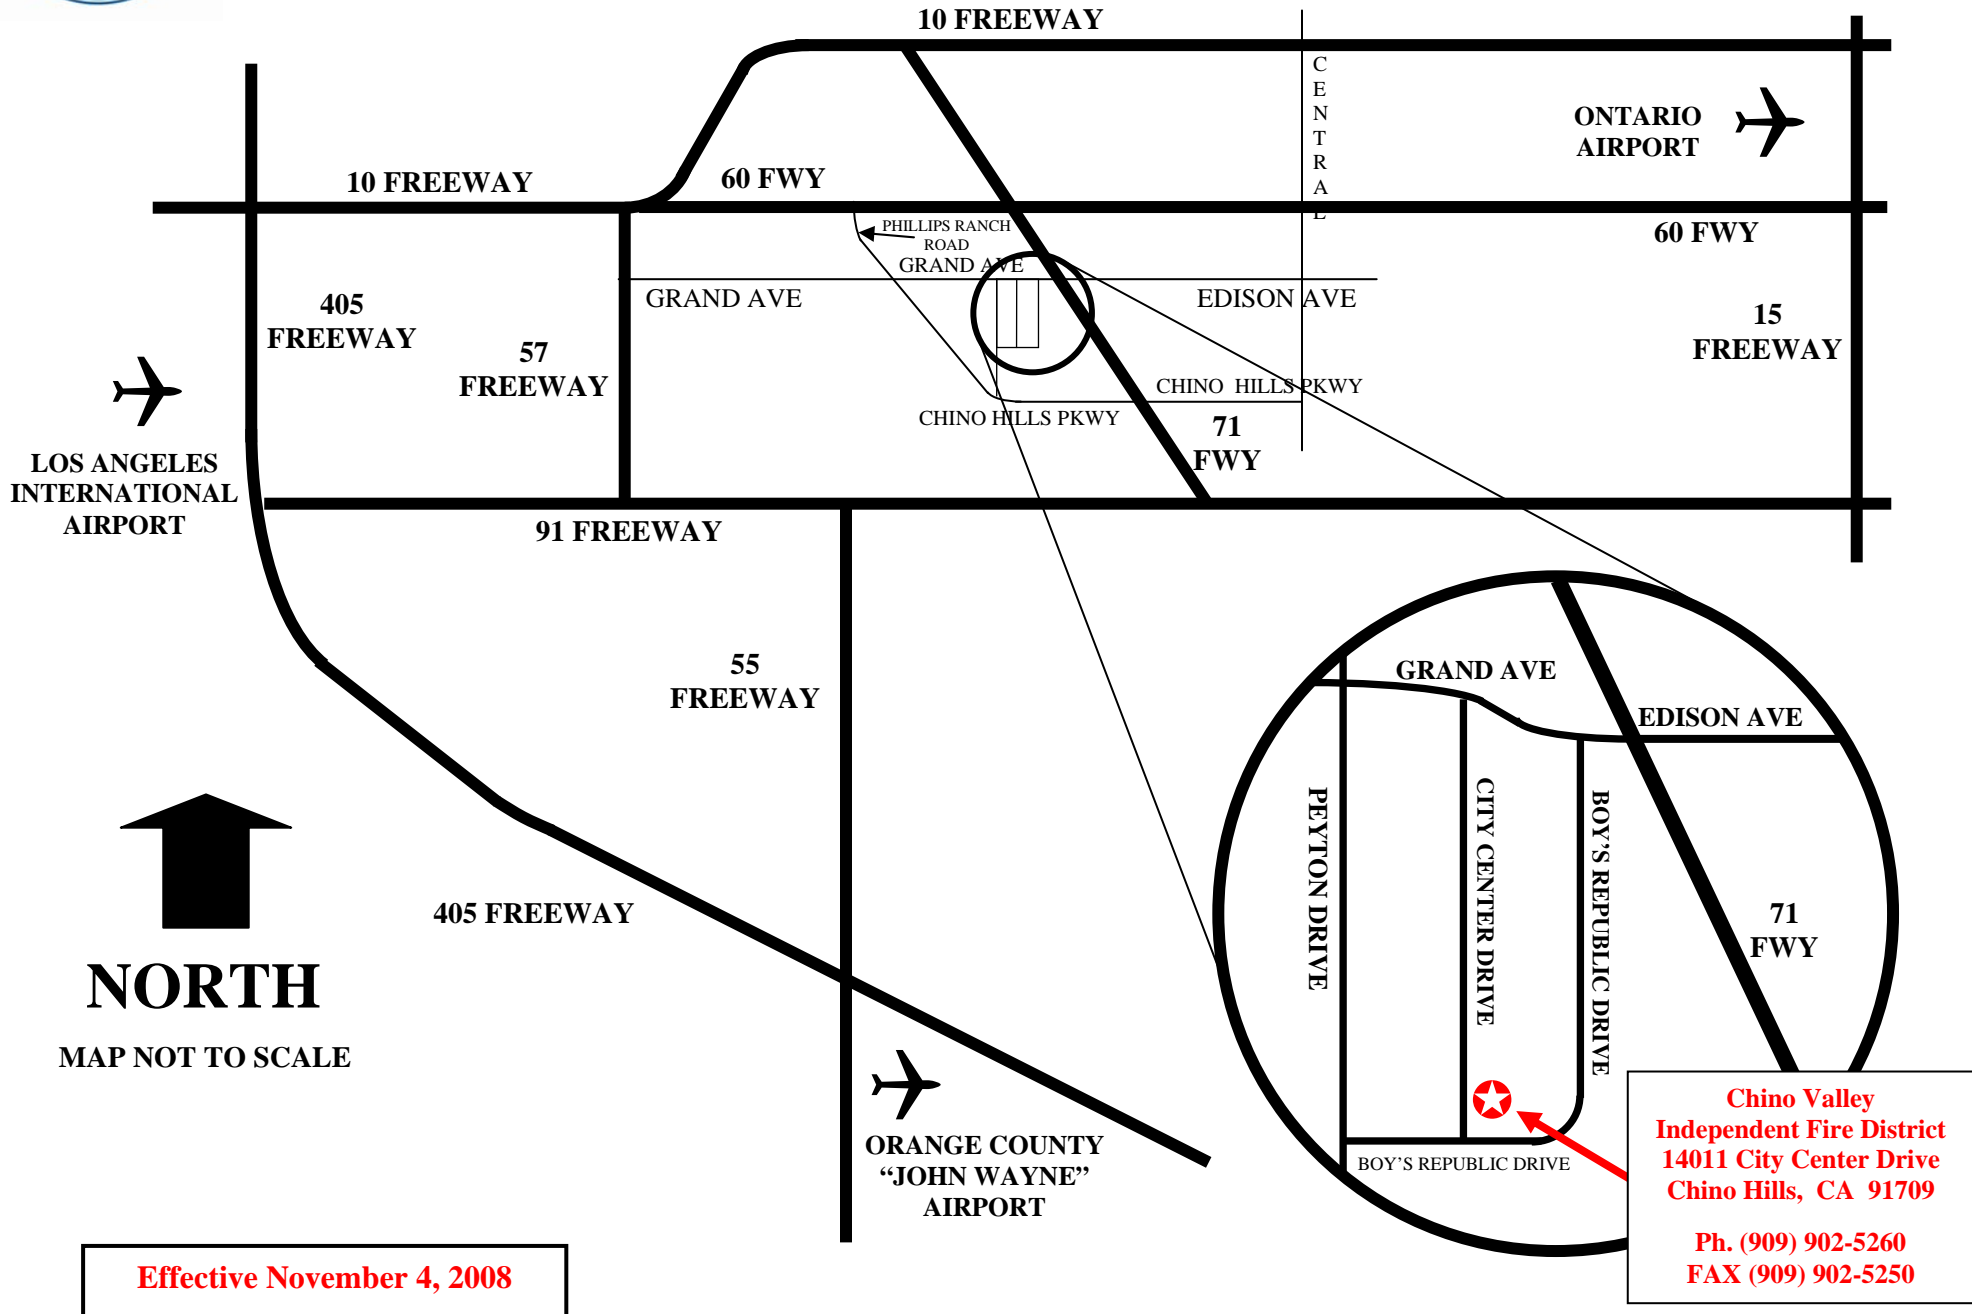 10 FREEWAY
CENTRAL
ONTARIO
AIRPORT
10 FREEWAY
60 FWY
PHILLIPS RANCH
ROAD
GRAND AVE
60 FWY
GRAND AVE
EDISON AVE
405
FREEWAY
57
FREEWAY
15
FREEWAY
CHINO HILLS PKWY
CHINO HILLS PKWY
71
FWY
LOS ANGELES
INTERNATIONAL
AIRPORT
91 FREEWAY
55
FREEWAY
GRAND AVE
EDISON AVE
PEYTON DRIVE
CITY CENTER DRIVE
BOY'S REPUBLIC DRIVE
71
FWY
405 FREEWAY
NORTH
MAP NOT TO SCALE
ORANGE COUNTY
“JOHN WAYNE”
AIRPORT
BOY'S REPUBLIC DRIVE
Chino Valley
Independent Fire District
14011 City Center Drive
Chino Hills, CA 91709
Ph. (909) 902-5260
FAX (909) 902-5250
Effective November 4, 2008